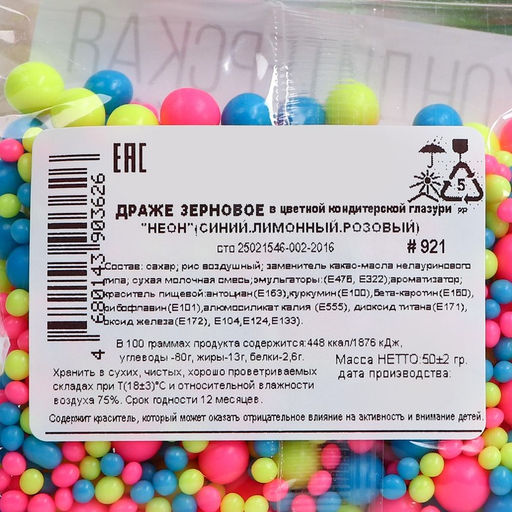 КОНДИТЕРСКАЯ
EAC
ДРАЖЕ ЗЕРНОВОЕ в цветной кондитерской глазури
"НЕОН"(СИНИЙ.ЛИМОННЫЙ.РОЗОВЫЙ)
сто 25021546-002-2016 # 921
5
PP
4 680143 903626
Состав: сахар; рис воздушный; заменитель какао-масла нелауринового
типа; сухая молочная смесь;эмульгаторы:(Е476, Е322);ароматизатор;
краситель пищевой:антоциан(Е163),куркумин(Е100),бета-каротин(Е160),
рибофлавин(Е101),алюмосиликат калия (Е555), диоксид титана(Е171),
оксид железа(Е172), Е104,Е124,Е133).
В 100 граммах продукта содержится:448 ккал/1876 кДж,
углеводы -80г, жиры-13г, белки-2,6г.
Масса НЕТТО:50±2 гр.
дата производства:
Хранить в сухих, чистых, хорошо проветриваемых
складах при Т(18±3)°С и относительной влажности
воздуха 75%. Срок годности 12 месяцев.
Содержит краситель, который может оказать отрицательное влияние на активность и внимание детей.